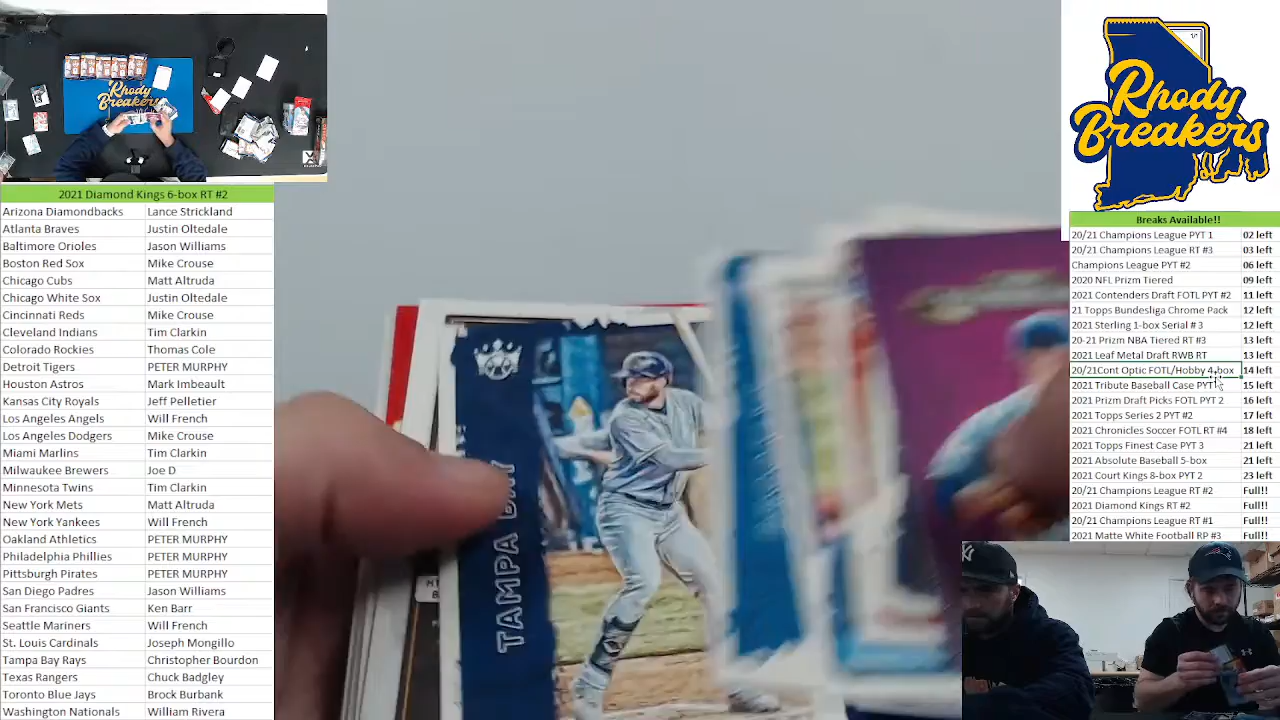 Rhody
Breakers
2021 Diamond Kings 6-box RT #2
Arizona Diamondbacks Lance Strickland
Atlanta Braves Justin Oltedale
Baltimore Orioles Jason Williams
Boston Red Sox Mike Crouse
Chicago Cubs Matt Altruda
Chicago White Sox Justin Oltedale
Cincinnati Reds Mike Crouse
Cleveland Indians Tim Clarkin
Colorado Rockies Thomas Cole
Detroit Tigers PETER MURPHY
Houston Astros Mark Imbeault
Kansas City Royals Jeff Pelletier
Los Angeles Angels Will French
Los Angeles Dodgers Mike Crouse
Miami Marlins Tim Clarkin
Milwaukee Brewers Joe D
Minnesota Twins Tim Clarkin
New York Mets Matt Altruda
New York Yankees Will French
Oakland Athletics PETER MURPHY
Philadelphia Phillies PETER MURPHY
Pittsburgh Pirates PETER MURPHY
San Diego Padres Jason Williams
San Francisco Giants Ken Barr
Seattle Mariners Will French
St. Louis Cardinals Joseph Mongillo
Tampa Bay Rays Christopher Bourdon
Texas Rangers Chuck Badgley
Toronto Blue Jays Brock Burbank
Washington Nationals William Rivera
TAMPA BAY
Rhody
Breakers
Breaks Available!!
20/21 Champions League PYT 1 02 left
20/21 Champions League RT #3 03 left
Champions League PYT #2 06 left
2020 NFL Prizm Tiered 09 left
2021 Contenders Draft FOTL PYT #2 11 left
21 Topps Bundesliga Chrome Pack 12 left
2021 Sterling 1-box Serial # 3 12 left
20-21 Prizm NBA Tiered RT #3 13 left
2021 Leaf Metal Draft RWB RT 13 left
20/21Cont Optic FOTL/Hobby 4-box 14 left
2021 Tribute Baseball Case PYT 15 left
2021 Prizm Draft Picks FOTL PYT 2 16 left
2021 Topps Series 2 PYT #2 17 left
2021 Chronicles Soccer FOTL RT #4 18 left
2021 Topps Finest Case PYT 3 21 left
2021 Absolute Baseball 5-box 21 left
2021 Court Kings 8-box PYT 2 23 left
20/21 Champions League RT #2 Full!!
2021 Diamond Kings RT #2 Full!!
20/21 Champions League RT #1 Full!!
2021 Matte White Football RP #3 Full!!